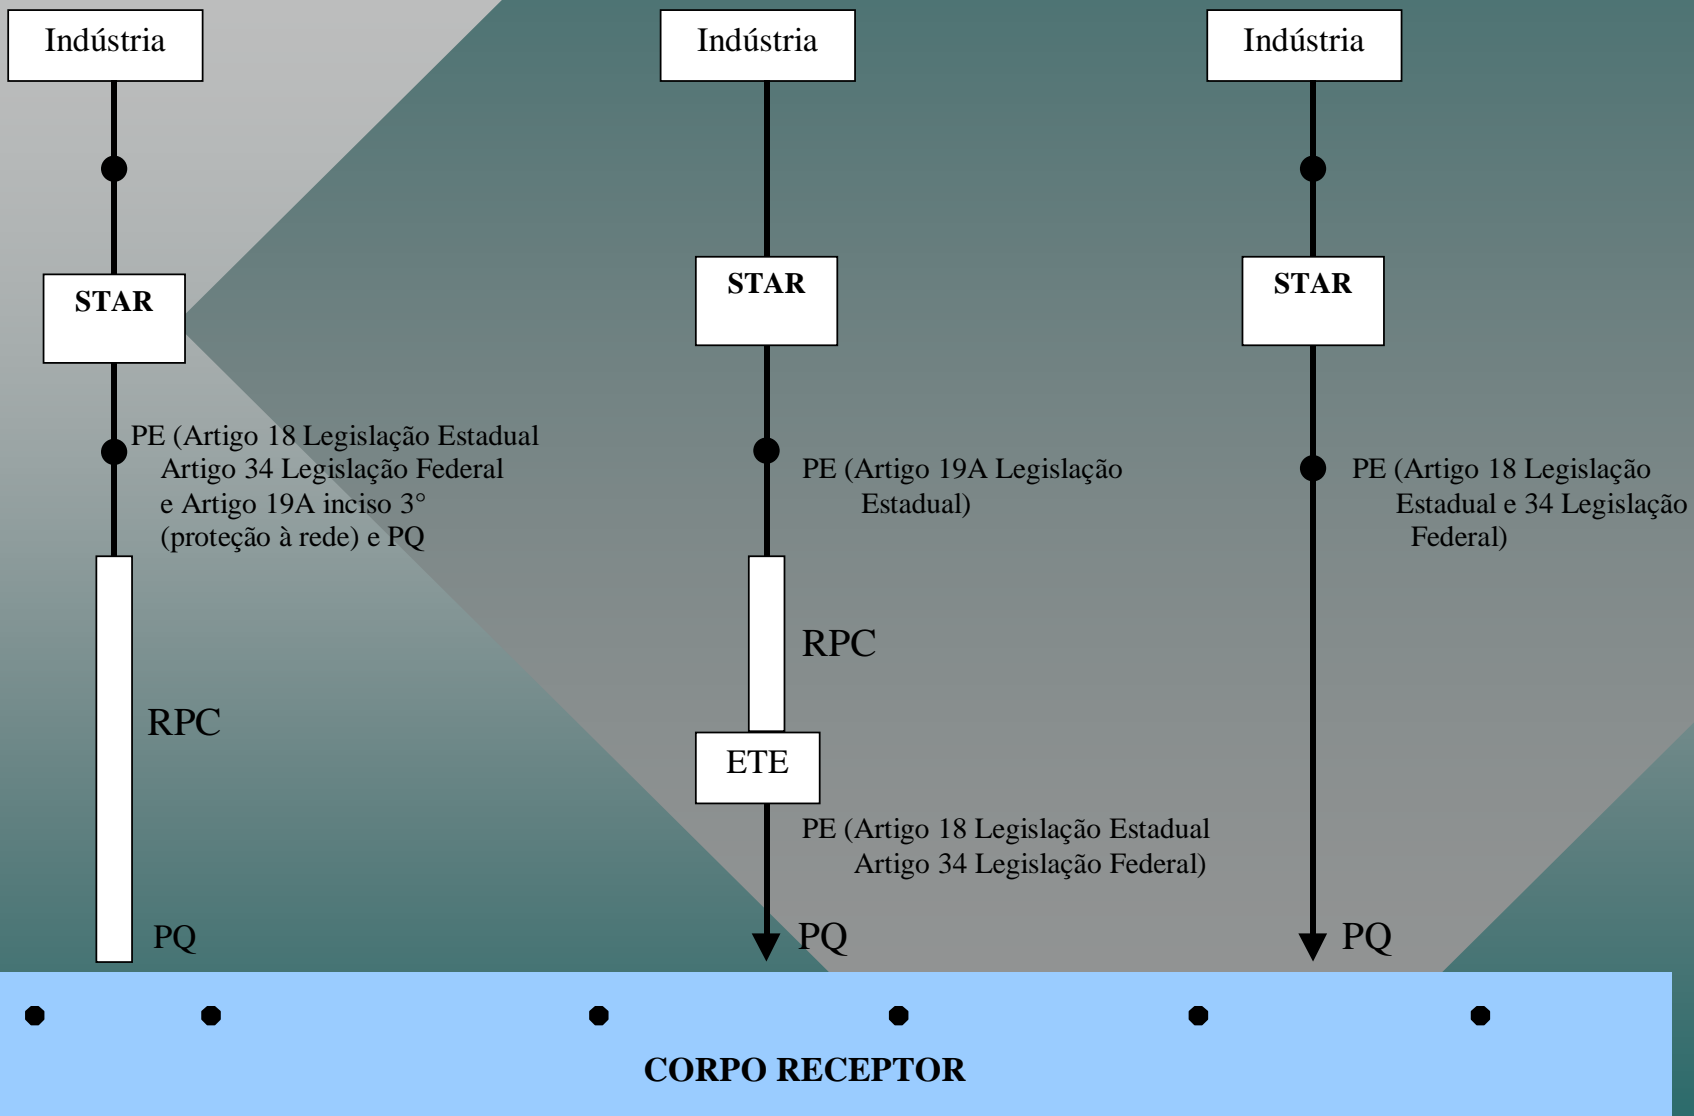 Indústria
Indústria
Indústria
STAR
STAR
STAR
PE (Artigo 18 Legislação Estadual
Artigo 34 Legislação Federal
e Artigo 19A inciso 3°
(proteção à rede) e PQ
PE (Artigo 19A Legislação
Estadual)
PE (Artigo 18 Legislação
Estadual e 34 Legislação
Federal)
RPC
RPC
ETE
PE (Artigo 18 Legislação Estadual
Artigo 34 Legislação Federal)
PQ
PQ
PQ
CORPO RECEPTOR